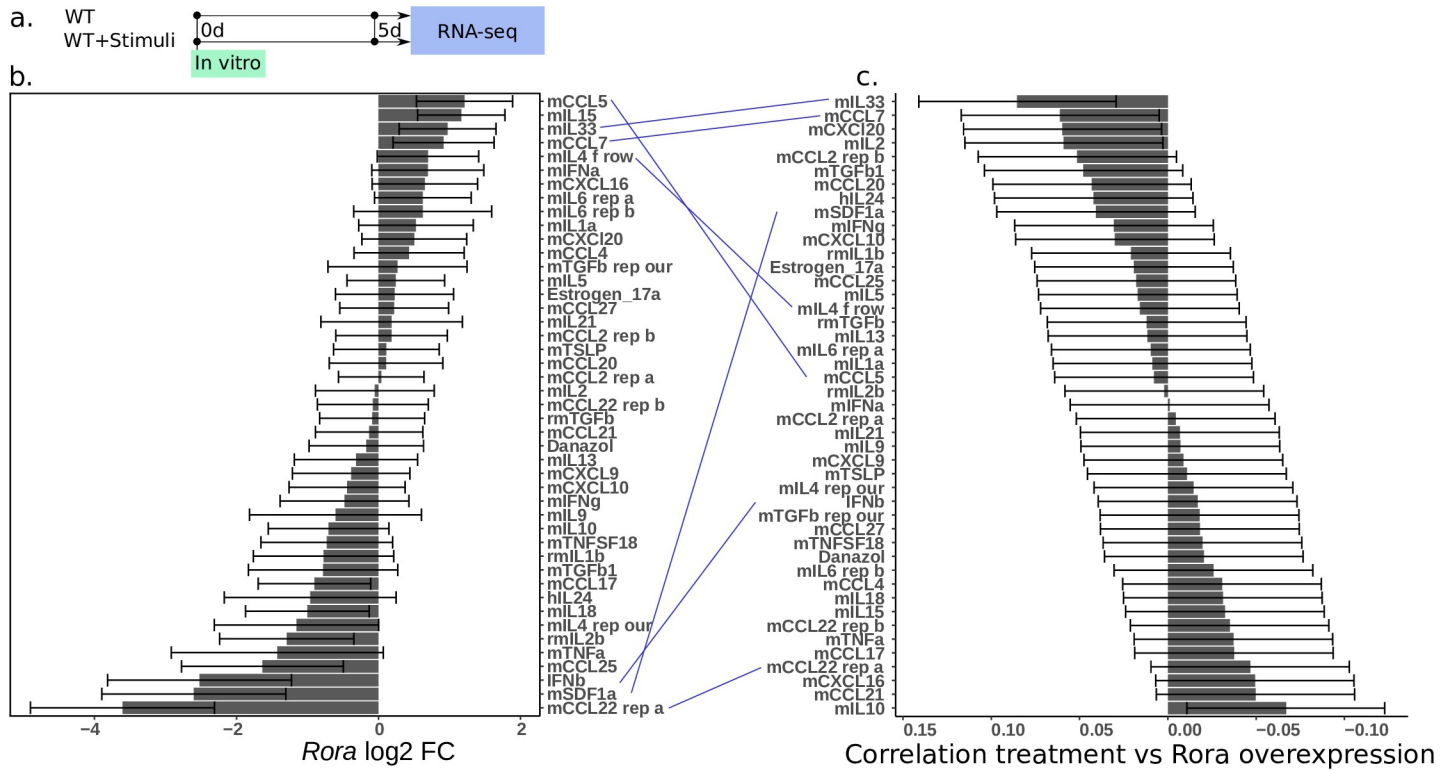 a.
WT
WT+Stimuli
0d
5d
RNA-seq
In vitro
b.
mCCL5
mIL15
mIL33
mCCL7
mIL4 f row
mIFNa
mCXCL16
mIL6 rep a
mIL6 rep b
mIL1a
mCXCl20
mCCL4
mTGFb rep our
mIL5
Estrogen_17a
mCCL27
mIL21
mCCL2 rep b
mTSLP
mCCL20
mCCL2 rep a
mIL2
mCCL22 rep b
rmTGFb
mCCL21
Danazol
mIL13
mCXCL9
mCXCL10
mIFNg
mIL9
mIL10
mTNFSF18
rmIL1b
mTGFb1
mCCL17
hIL24
mIL18
mIL4 rep our
rmIL2b
mTNFa
mCCL25
IFNb
mSDF1a
mCCL22 rep a
−4
−2
0
2
Rora log2 FC
c.
mIL33
mCCL7
mCXCl20
mIL2
mCCL2 rep b
mTGFb1
mCCL20
hIL24
mSDF1a
mIFNg
mCXCL10
rmIL1b
Estrogen_17a
mCCL25
mIL5
mIL4 f row
rmTGFb
mIL13
mIL6 rep a
mIL1a
mCCL5
rmIL2b
mIFNa
mCCL2 rep a
mIL21
mIL9
mCXCL9
mTSLP
mIL4 rep our
IFNb
mTGFb rep our
mCCL27
mTNFSF18
Danazol
mIL6 rep b
mCCL4
mIL18
mIL15
mCCL22 rep b
mTNFa
mCCL17
mCCL22 rep a
mCXCL16
mCCL21
mIL10
0.15
0.10
0.05
0.00
−0.05
−0.10
Correlation treatment vs Rora overexpression